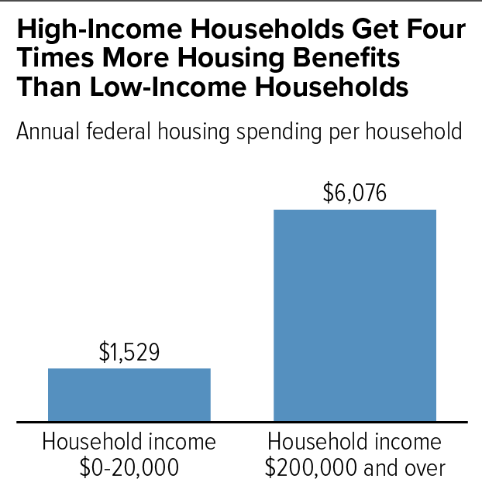 High-Income Households Get Four
Times More Housing Benefits
Than Low-Income Households
Annual federal housing spending per household
$6,076
$1,529
Household income
$0-20,000
Household income
$200,000 and over